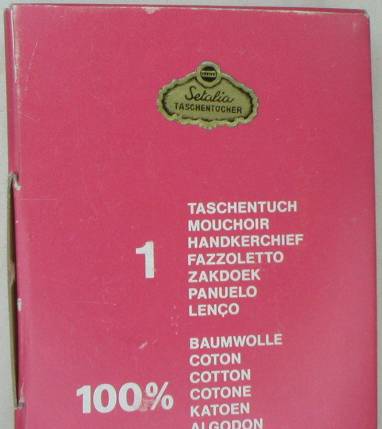 Setalia
TASCHENTÜCHER
1
TASCHENTUCH
MOUCHOIR
HANDKERCHIEF
FAZZOLETTO
ZAKDOEK
PANUELO
LENÇO
100%
BAUMWOLLE
COTON
COTTON
COTONE
KATOEN
ALGODON